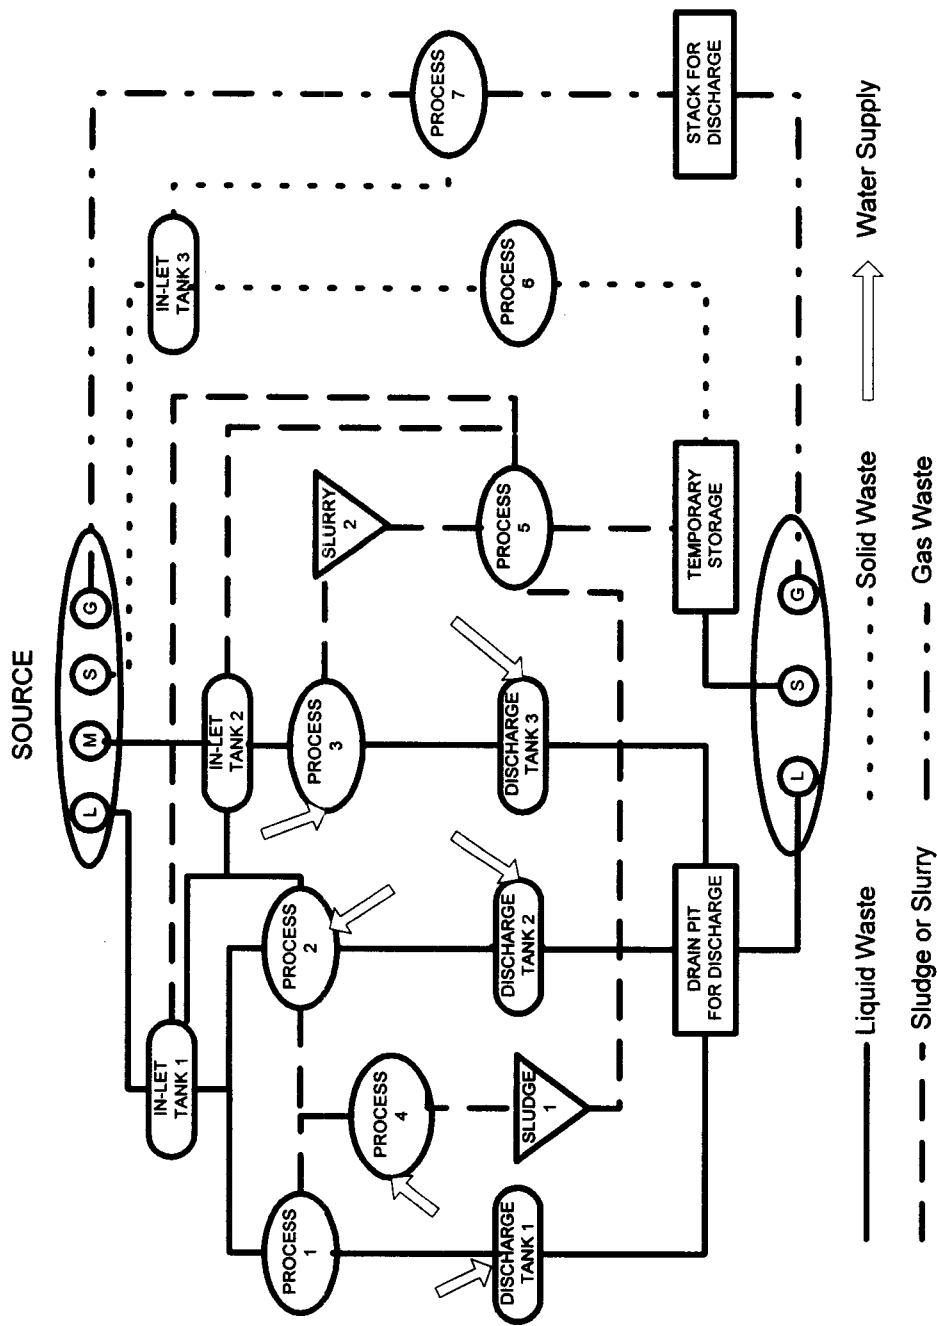 SOURCE
L
M
S
G
IN-LET
TANK 1
IN-LET
TANK 2
IN-LET
TANK 3
PROCESS
1
PROCESS
2
PROCESS
3
PROCESS
4
SLURRY
2
PROCESS
5
PROCESS
6
PROCESS
7
SLUDGE
1
DISCHARGE
TANK 1
DISCHARGE
TANK 2
DISCHARGE
TANK 3
DRAIN PIT
FOR DISCHARGE
TEMPORARY
STORAGE
STACK FOR
DISCHARGE
L
S
G
Liquid Waste
Solid Waste
Water Supply
Sludge or Slurry
Gas Waste